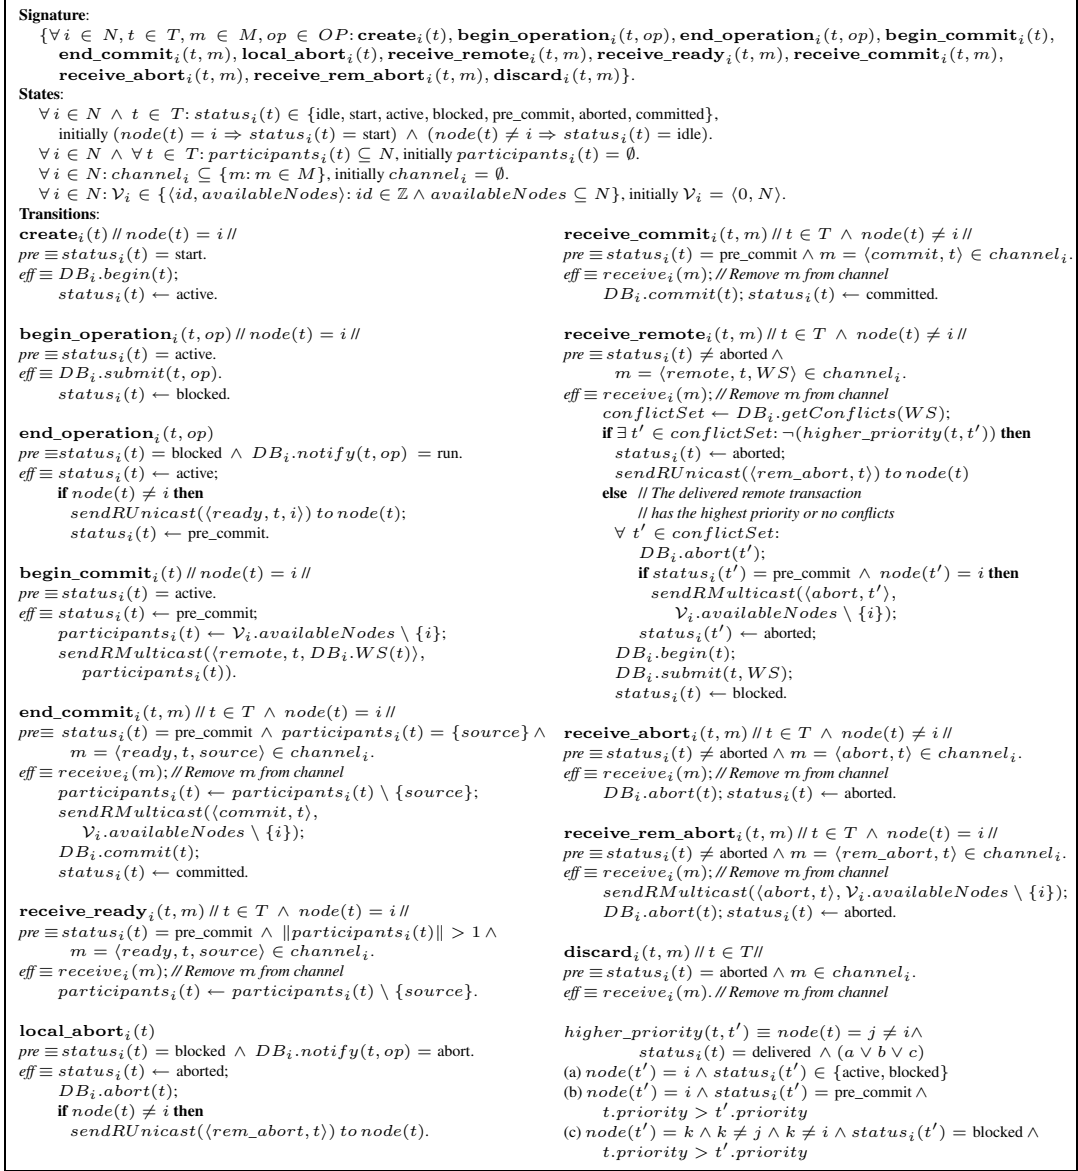 Signature:
{∀ i ∈ N, t ∈ T, m ∈ M, op ∈ OP: create_i(t), begin_operation_i(t, op), end_operation_i(t, op), begin_commit_i(t),
end_commit_i(t, m), local_abort_i(t), receive_remote_i(t, m), receive_ready_i(t, m), receive_commit_i(t, m),
receive_abort_i(t, m), receive_rem_abort_i(t, m), discard_i(t, m)}.
States:
∀ i ∈ N ∧ t ∈ T: status_i(t) ∈ {idle, start, active, blocked, pre_commit, aborted, committed},
initially (node(t) = i ⇒ status_i(t) = start) ∧ (node(t) ≠ i ⇒ status_i(t) = idle).
∀ i ∈ N ∧ ∀ t ∈ T: participants_i(t) ⊆ N, initially participants_i(t) = ∅.
∀ i ∈ N: channel_i ⊆ {m: m ∈ M}, initially channel_i = ∅.
∀ i ∈ N: V_i ∈ {⟨id, availableNodes⟩: id ∈ ℤ ∧ availableNodes ⊆ N}, initially V_i = ⟨0, N⟩.
Transitions:
create_i(t) // node(t) = i //
pre ≡ status_i(t) = start.
eff ≡ DB_i.begin(t);
status_i(t) ← active.
begin_operation_i(t, op) // node(t) = i //
pre ≡ status_i(t) = active.
eff ≡ DB_i.submit(t, op).
status_i(t) ← blocked.
end_operation_i(t, op)
pre ≡ status_i(t) = blocked ∧ DB_i.notify(t, op) = run.
eff ≡ status_i(t) ← active;
if node(t) ≠ i then
sendRUnicast(⟨ready, t, i⟩) to node(t);
status_i(t) ← pre_commit.
begin_commit_i(t) // node(t) = i //
pre ≡ status_i(t) = active.
eff ≡ status_i(t) ← pre_commit;
participants_i(t) ← V_i.availableNodes \ {i};
sendRMulticast(⟨remote, t, DB_i.WS(t)⟩,
participants_i(t)).
end_commit_i(t, m) // t ∈ T ∧ node(t) = i //
pre ≡ status_i(t) = pre_commit ∧ participants_i(t) = {source} ∧
m = ⟨ready, t, source⟩ ∈ channel_i.
eff ≡ receive_i(m); // Remove m from channel
participants_i(t) ← participants_i(t) \ {source};
sendRMulticast(⟨commit, t⟩,
V_i.availableNodes \ {i});
DB_i.commit(t);
status_i(t) ← committed.
receive_ready_i(t, m) // t ∈ T ∧ node(t) = i //
pre ≡ status_i(t) = pre_commit ∧ ‖participants_i(t)‖ > 1 ∧
m = ⟨ready, t, source⟩ ∈ channel_i.
eff ≡ receive_i(m); // Remove m from channel
participants_i(t) ← participants_i(t) \ {source}.
local_abort_i(t)
pre ≡ status_i(t) = blocked ∧ DB_i.notify(t, op) = abort.
eff ≡ status_i(t) ← aborted;
DB_i.abort(t);
if node(t) ≠ i then
sendRUnicast(⟨rem_abort, t⟩) to node(t).
receive_commit_i(t, m) // t ∈ T ∧ node(t) ≠ i //
pre ≡ status_i(t) = pre_commit ∧ m = ⟨commit, t⟩ ∈ channel_i.
eff ≡ receive_i(m); // Remove m from channel
DB_i.commit(t); status_i(t) ← committed.
receive_remote_i(t, m) // t ∈ T ∧ node(t) ≠ i //
pre ≡ status_i(t) ≠ aborted ∧
m = ⟨remote, t, WS⟩ ∈ channel_i.
eff ≡ receive_i(m); // Remove m from channel
conflictSet ← DB_i.getConflicts(WS);
if ∃ t′ ∈ conflictSet: ¬(higher_priority(t, t′)) then
status_i(t) ← aborted;
sendRUnicast(⟨rem_abort, t⟩) to node(t)
else // The delivered remote transaction
// has the highest priority or no conflicts
∀ t′ ∈ conflictSet:
DB_i.abort(t′);
if status_i(t′) = pre_commit ∧ node(t′) = i then
sendRMulticast(⟨abort, t′⟩,
V_i.availableNodes \ {i});
status_i(t′) ← aborted;
DB_i.begin(t);
DB_i.submit(t, WS);
status_i(t) ← blocked.
receive_abort_i(t, m) // t ∈ T ∧ node(t) ≠ i //
pre ≡ status_i(t) ≠ aborted ∧ m = ⟨abort, t⟩ ∈ channel_i.
eff ≡ receive_i(m); // Remove m from channel
DB_i.abort(t); status_i(t) ← aborted.
receive_rem_abort_i(t, m) // t ∈ T ∧ node(t) = i //
pre ≡ status_i(t) ≠ aborted ∧ m = ⟨rem_abort, t⟩ ∈ channel_i.
eff ≡ receive_i(m); // Remove m from channel
sendRMulticast(⟨abort, t⟩, V_i.availableNodes \ {i});
DB_i.abort(t); status_i(t) ← aborted.
discard_i(t, m) // t ∈ T//
pre ≡ status_i(t) = aborted ∧ m ∈ channel_i.
eff ≡ receive_i(m). // Remove m from channel
higher_priority(t, t′) ≡ node(t) = j ≠ i∧
status_i(t) = delivered ∧ (a ∨ b ∨ c)
(a) node(t′) = i ∧ status_i(t′) ∈ {active, blocked}
(b) node(t′) = i ∧ status_i(t′) = pre_commit ∧
t.priority > t′.priority
(c) node(t′) = k ∧ k ≠ j ∧ k ≠ i ∧ status_i(t′) = blocked ∧
t.priority > t′.priority